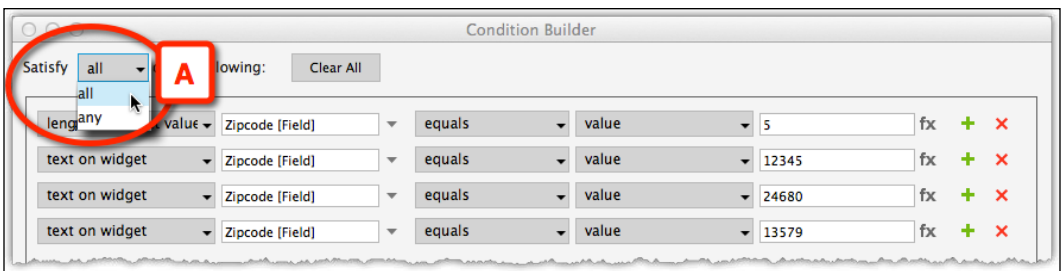 Condition Builder
Satisfy all lowing: Clear All
A
all
any
leng t value Zipcode [Field] equals value 5 fx
text on widget Zipcode [Field] equals value 12345 fx
text on widget Zipcode [Field] equals value 24680 fx
text on widget Zipcode [Field] equals value 13579 fx